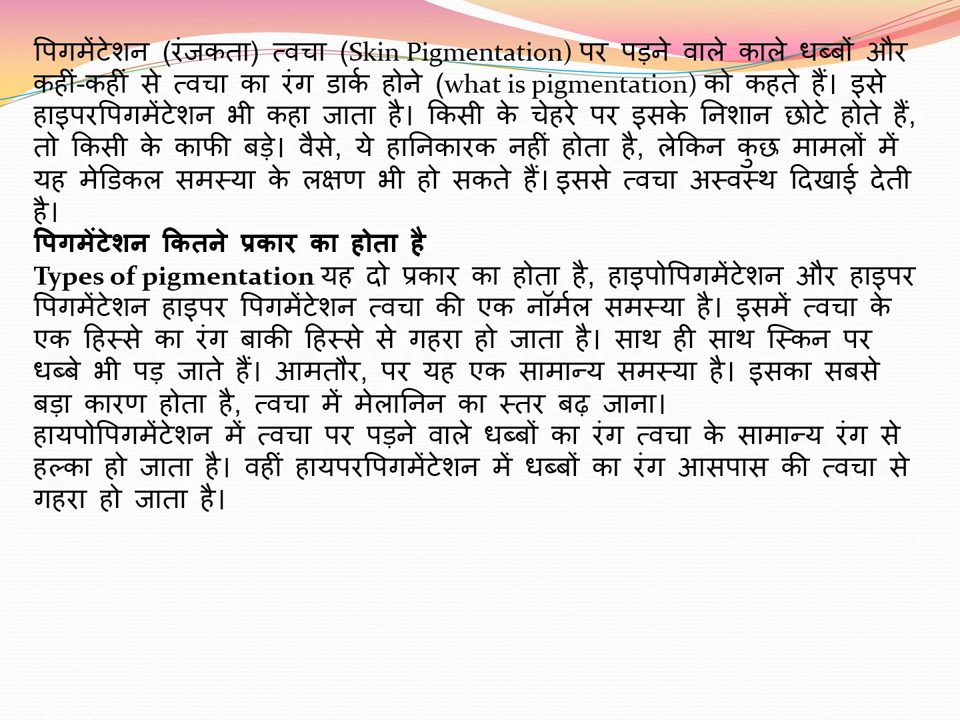 पिगमेंटेशन (रंजकता) त्वचा (Skin Pigmentation) पर पड़ने वाले काले धब्बों और
कहीं-कहीं से त्वचा का रंग डार्क होने (what is pigmentation) को कहते हैं। इसे
हाइपरपिगमेंटेशन भी कहा जाता है। किसी के चेहरे पर इसके निशान छोटे होते हैं,
तो किसी के काफी बड़े। वैसे, ये हानिकारक नहीं होता है, लेकिन कुछ मामलों में
यह मेडिकल समस्या के लक्षण भी हो सकते हैं। इससे त्वचा अस्वस्थ दिखाई देती
है।
पिगमेंटेशन कितने प्रकार का होता है
Types of pigmentation यह दो प्रकार का होता है, हाइपोपिगमेंटेशन और हाइपर
पिगमेंटेशन हाइपर पिगमेंटेशन त्वचा की एक नॉर्मल समस्या है। इसमें त्वचा के
एक हिस्से का रंग बाकी हिस्से से गहरा हो जाता है। साथ ही साथ स्किन पर
धब्बे भी पड़ जाते हैं। आमतौर, पर यह एक सामान्य समस्या है। इसका सबसे
बड़ा कारण होता है, त्वचा में मेलानिन का स्तर बढ़ जाना।
हायपोपिगमेंटेशन में त्वचा पर पड़ने वाले धब्बों का रंग त्वचा के सामान्य रंग से
हल्का हो जाता है। वहीं हायपरपिगमेंटेशन में धब्बों का रंग आसपास की त्वचा से
गहरा हो जाता है।